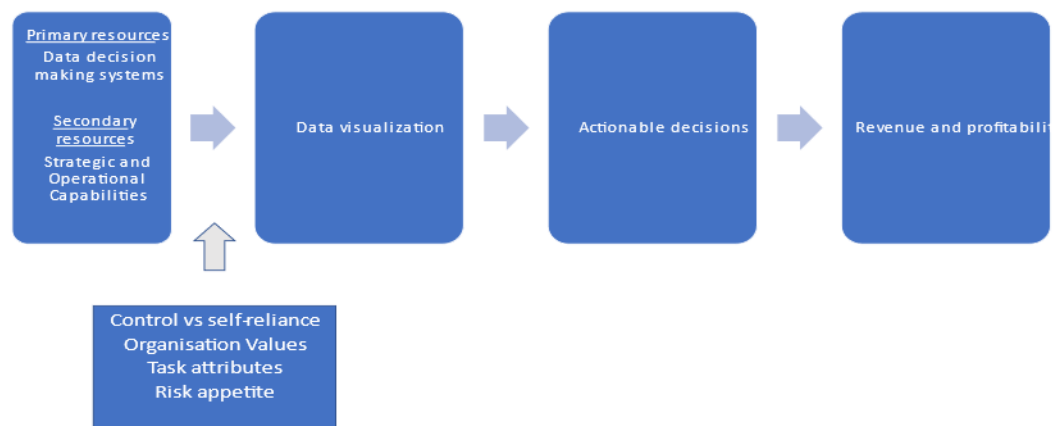 Primary resources
Data decision
making systems
Secondary
resources
Strategic and
Operational
Capabilities
Data visualization
Actionable decisions
Revenue and profitabilit
Control vs self-reliance
Organisation Values
Task attributes
Risk appetite